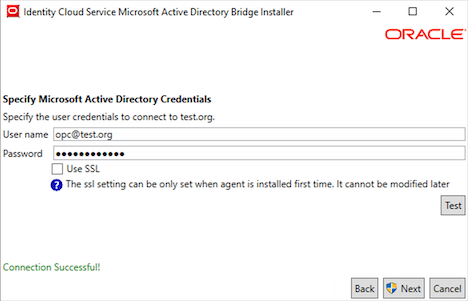 Identity Cloud Service Microsoft Active Directory Bridge Installer
ORACLE
Specify Microsoft Active Directory Credentials
Specify the user credentials to connect to test.org.
User name opc@test.org
Password ●●●●●●●●●●●●
Use SSL
? The ssl setting can be only set when agent is installed first time. It cannot be modified later
Test
Connection Successful!
Back Next Cancel